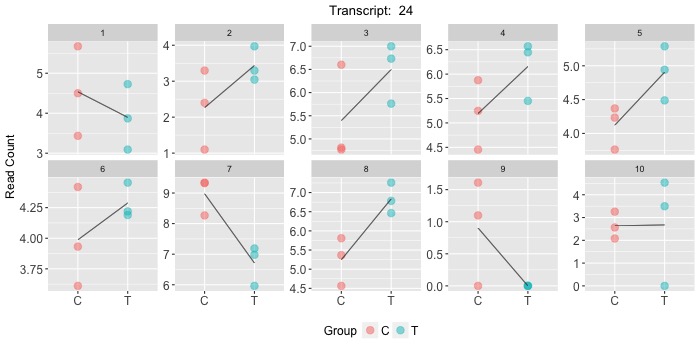 Transcript: 24
1 2 3 4 5
5 4 3
4 3 2 1
7.0 6.5 6.0 5.5 5.0
6.5 6.0 5.5 5.0 4.5
5.0 4.5 4.0
Read Count
6 7 8 9 10
4.25 4.00 3.75
9 8 7 6
7.0 6.5 6.0 5.5 5.0 4.5
1.5 1.0 0.5 0.0
4 3 2 1 0
C T C T C T C T C T
Group C T